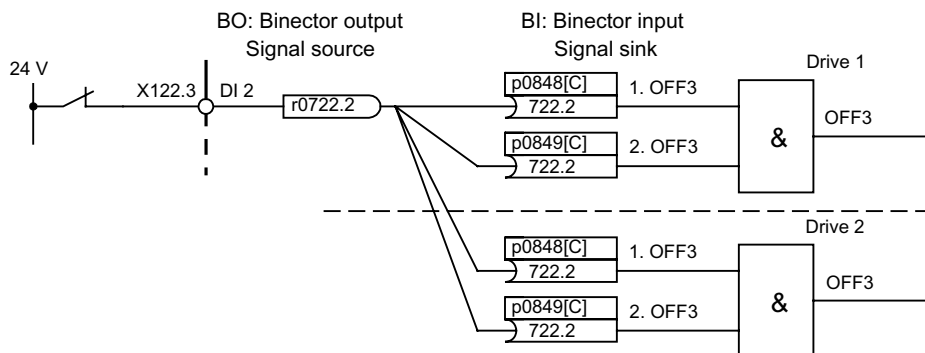 BO: Binector output
Signal source
BI: Binector input
Signal sink
24 V
X122.3
DI 2
r0722.2
Drive 1
p0848[C]
722.2
1. OFF3
p0849[C]
722.2
2. OFF3
&
OFF3
Drive 2
p0848[C]
722.2
1. OFF3
p0849[C]
722.2
2. OFF3
&
OFF3